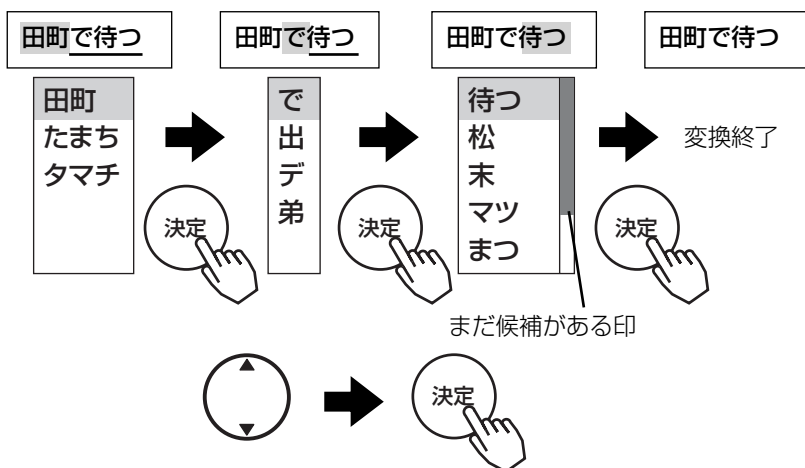 田町で待つ
田町で待つ
田町で待つ
田町で待つ
田町
たまち
タマチ
決定
で
出
デ
弟
決定
待つ
松
末
マツ
まつ
決定
変換終了
まだ候補がある印
決定